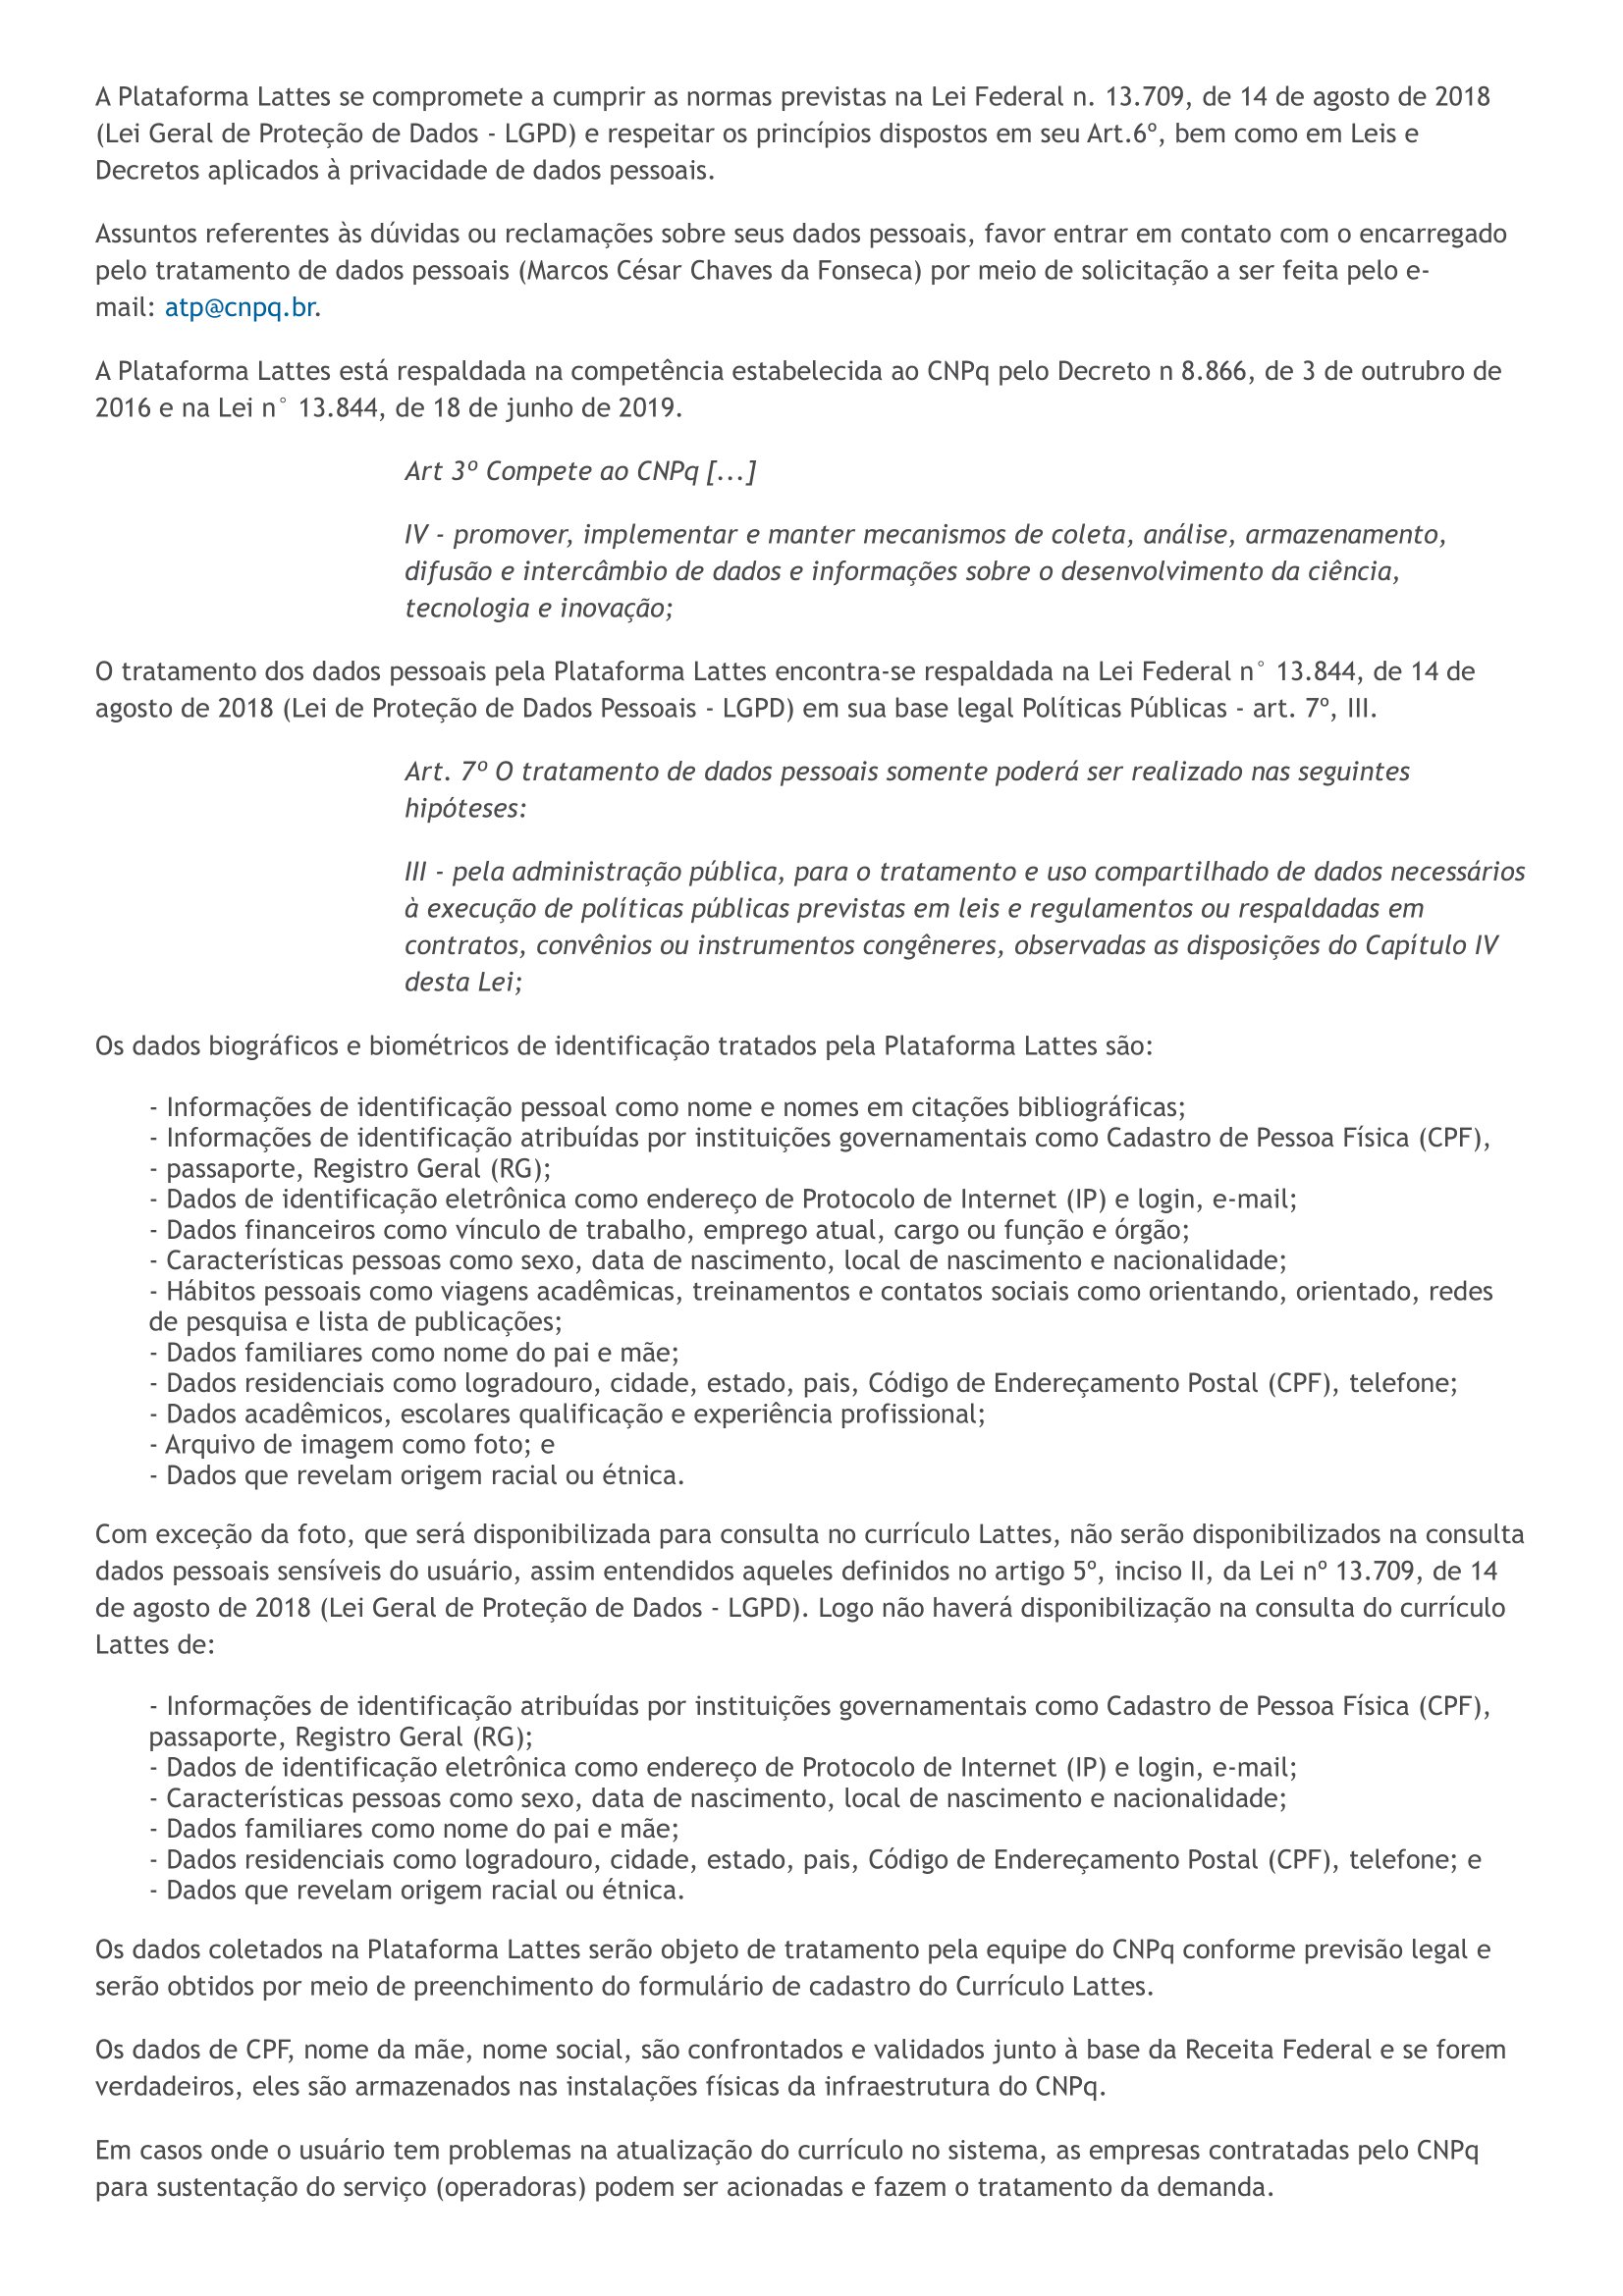 A Plataforma Lattes se compromete a cumprir as normas previstas na Lei Federal n. 13.709, de 14 de agosto de 2018
(Lei Geral de Proteção de Dados - LGPD) e respeitar os princípios dispostos em seu Art.6º, bem como em Leis e
Decretos aplicados à privacidade de dados pessoais.
Assuntos referentes às dúvidas ou reclamações sobre seus dados pessoais, favor entrar em contato com o encarregado
pelo tratamento de dados pessoais (Marcos César Chaves da Fonseca) por meio de solicitação a ser feita pelo e-
mail: atp@cnpq.br.
A Plataforma Lattes está respaldada na competência estabelecida ao CNPq pelo Decreto n 8.866, de 3 de outrubro de
2016 e na Lei n° 13.844, de 18 de junho de 2019.
Art 3º Compete ao CNPq [...]
IV - promover, implementar e manter mecanismos de coleta, análise, armazenamento,
difusão e intercâmbio de dados e informações sobre o desenvolvimento da ciência,
tecnologia e inovação;
O tratamento dos dados pessoais pela Plataforma Lattes encontra-se respaldada na Lei Federal n° 13.844, de 14 de
agosto de 2018 (Lei de Proteção de Dados Pessoais - LGPD) em sua base legal Políticas Públicas - art. 7º, III.
Art. 7º O tratamento de dados pessoais somente poderá ser realizado nas seguintes
hipóteses:
III - pela administração pública, para o tratamento e uso compartilhado de dados necessários
à execução de políticas públicas previstas em leis e regulamentos ou respaldadas em
contratos, convênios ou instrumentos congêneres, observadas as disposições do Capítulo IV
desta Lei;
Os dados biográficos e biométricos de identificação tratados pela Plataforma Lattes são:
- Informações de identificação pessoal como nome e nomes em citações bibliográficas;
- Informações de identificação atribuídas por instituições governamentais como Cadastro de Pessoa Física (CPF),
- passaporte, Registro Geral (RG);
- Dados de identificação eletrônica como endereço de Protocolo de Internet (IP) e login, e-mail;
- Dados financeiros como vínculo de trabalho, emprego atual, cargo ou função e órgão;
- Características pessoas como sexo, data de nascimento, local de nascimento e nacionalidade;
- Hábitos pessoais como viagens acadêmicas, treinamentos e contatos sociais como orientando, orientado, redes
de pesquisa e lista de publicações;
- Dados familiares como nome do pai e mãe;
- Dados residenciais como logradouro, cidade, estado, pais, Código de Endereçamento Postal (CPF), telefone;
- Dados acadêmicos, escolares qualificação e experiência profissional;
- Arquivo de imagem como foto; e
- Dados que revelam origem racial ou étnica.
Com exceção da foto, que será disponibilizada para consulta no currículo Lattes, não serão disponibilizados na consulta
dados pessoais sensíveis do usuário, assim entendidos aqueles definidos no artigo 5º, inciso II, da Lei nº 13.709, de 14
de agosto de 2018 (Lei Geral de Proteção de Dados - LGPD). Logo não haverá disponibilização na consulta do currículo
Lattes de:
- Informações de identificação atribuídas por instituições governamentais como Cadastro de Pessoa Física (CPF),
passaporte, Registro Geral (RG);
- Dados de identificação eletrônica como endereço de Protocolo de Internet (IP) e login, e-mail;
- Características pessoas como sexo, data de nascimento, local de nascimento e nacionalidade;
- Dados familiares como nome do pai e mãe;
- Dados residenciais como logradouro, cidade, estado, pais, Código de Endereçamento Postal (CPF), telefone; e
- Dados que revelam origem racial ou étnica.
Os dados coletados na Plataforma Lattes serão objeto de tratamento pela equipe do CNPq conforme previsão legal e
serão obtidos por meio de preenchimento do formulário de cadastro do Currículo Lattes.
Os dados de CPF, nome da mãe, nome social, são confrontados e validados junto à base da Receita Federal e se forem
verdadeiros, eles são armazenados nas instalações físicas da infraestrutura do CNPq.
Em casos onde o usuário tem problemas na atualização do currículo no sistema, as empresas contratadas pelo CNPq
para sustentação do serviço (operadoras) podem ser acionadas e fazem o tratamento da demanda.